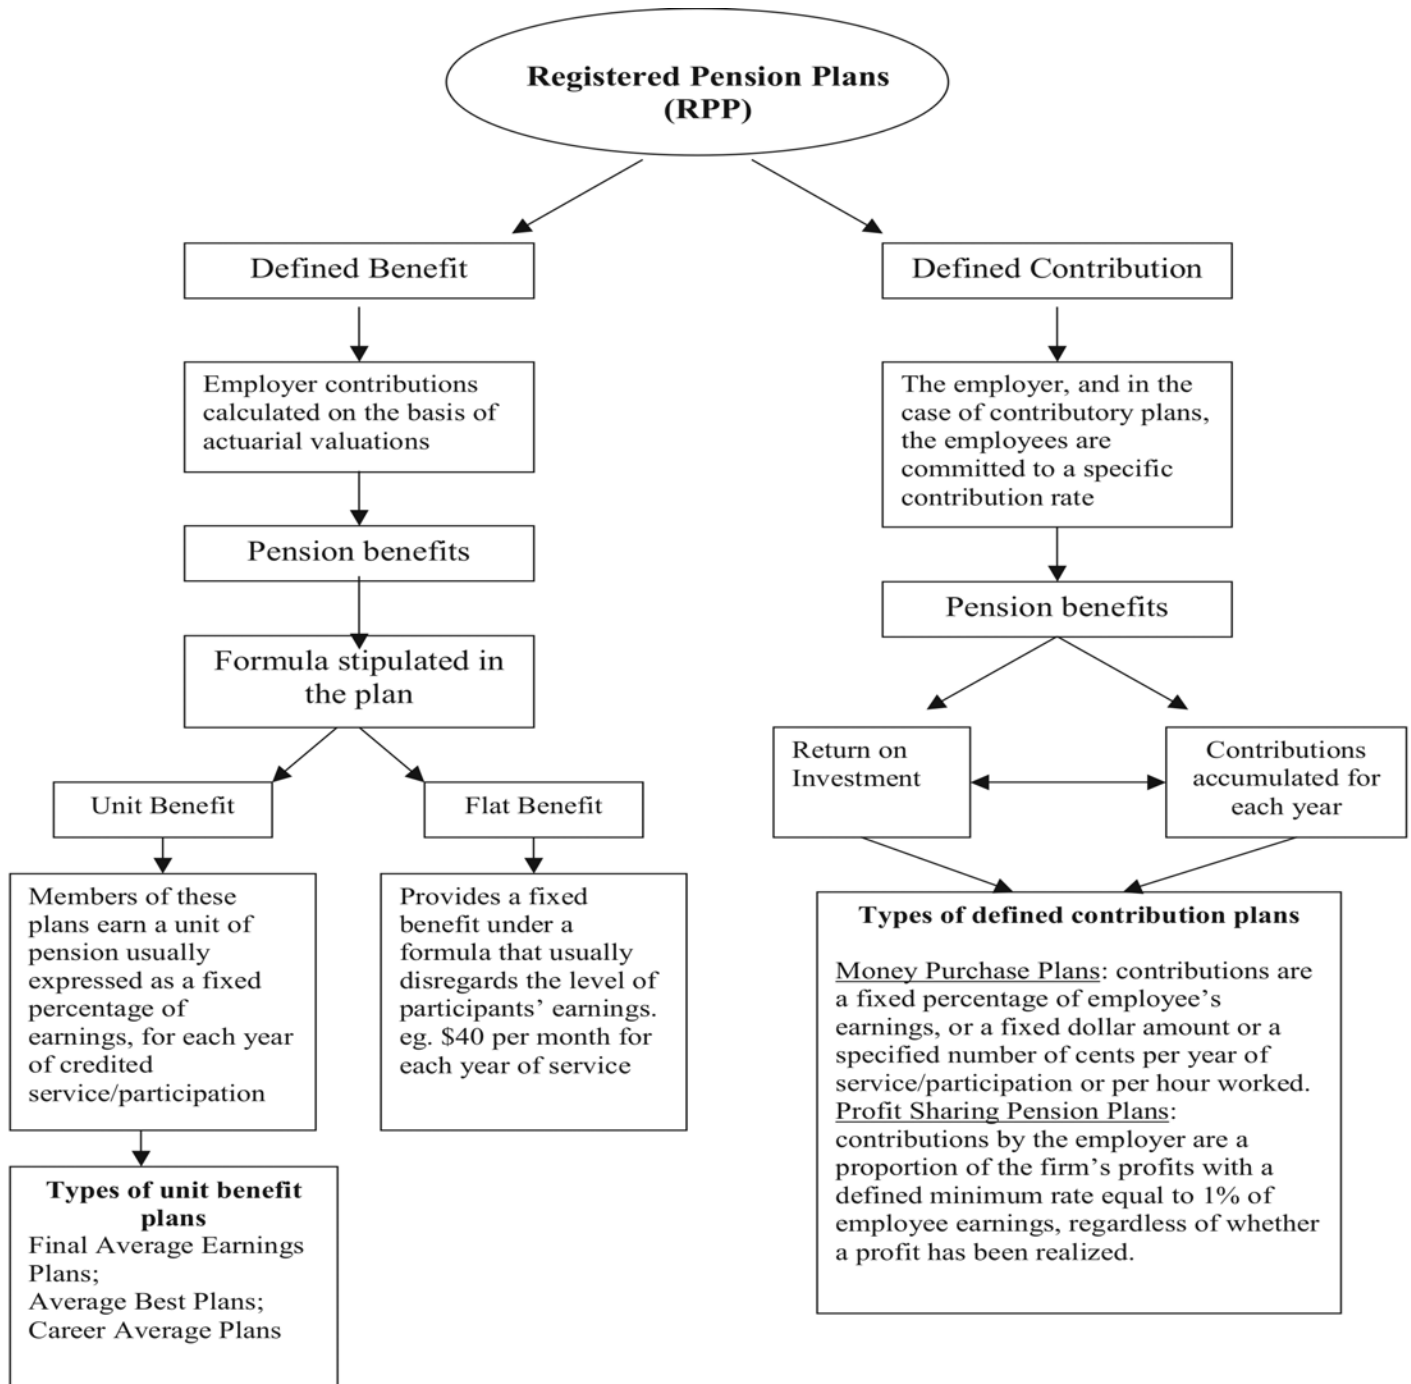 Registered Pension Plans
(RPP)
Defined Benefit
Defined Contribution
Employer contributions
calculated on the basis of
actuarial valuations
The employer, and in the
case of contributory plans,
the employees are
committed to a specific
contribution rate
Pension benefits
Pension benefits
Formula stipulated in
the plan
Return on
Investment
Contributions
accumulated for
each year
Unit Benefit
Flat Benefit
Members of these
plans earn a unit of
pension usually
expressed as a fixed
percentage of
earnings, for each year
of credited
service/participation
Provides a fixed
benefit under a
formula that usually
disregards the level of
participants’ earnings.
eg. $40 per month for
each year of service
Types of defined contribution plans
Money Purchase Plans: contributions are
a fixed percentage of employee’s
earnings, or a fixed dollar amount or a
specified number of cents per year of
service/participation or per hour worked.
Profit Sharing Pension Plans:
contributions by the employer are a
proportion of the firm’s profits with a
defined minimum rate equal to 1% of
employee earnings, regardless of whether
a profit has been realized.
Types of unit benefit
plans
Final Average Earnings
Plans;
Average Best Plans;
Career Average Plans